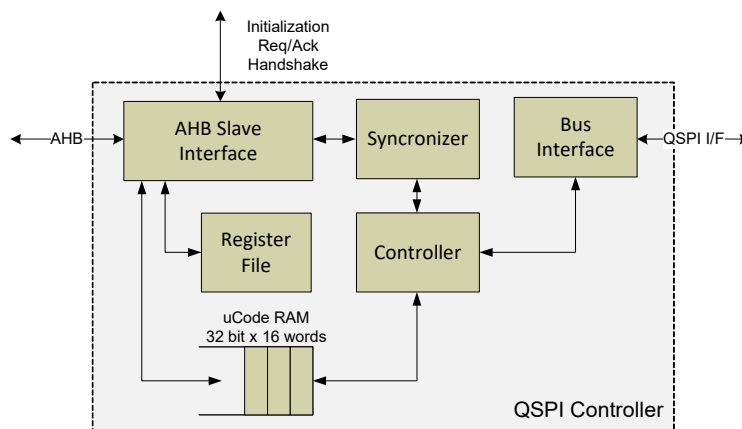 Initialization
Req/Ack
Handshake
AHB
AHB Slave
Interface
Syncronizer
Bus
Interface
QSPI I/F
Register
File
Controller
uCode RAM
32 bit x 16 words
QSPI Controller